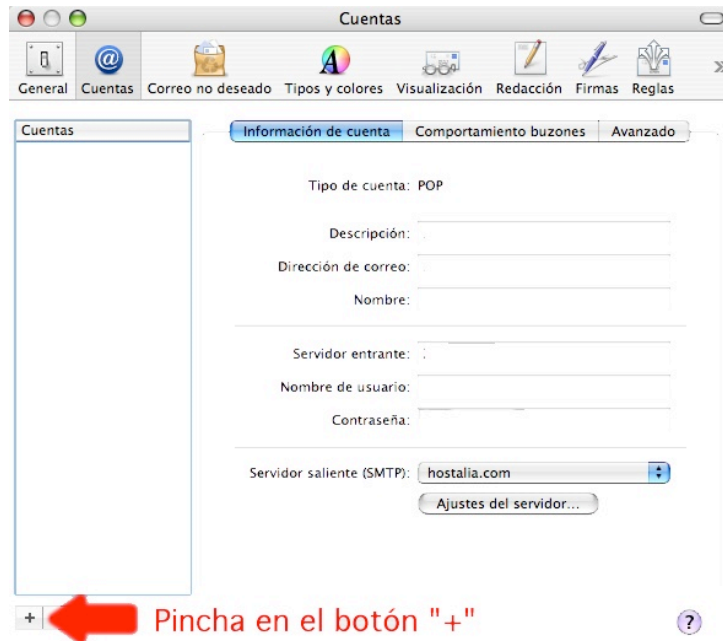 Cuentas
General Cuentas Correo no deseado Tipos y colores Visualización Redacción Firmas Reglas
Cuentas
Información de cuenta Comportamiento buzones Avanzado
Tipo de cuenta: POP
Descripción:
Dirección de correo:
Nombre:
Servidor entrante:
Nombre de usuario:
Contraseña:
Servidor saliente (SMTP): hostalia.com
Ajustes del servidor...
+ Pincha en el botón "+" ?